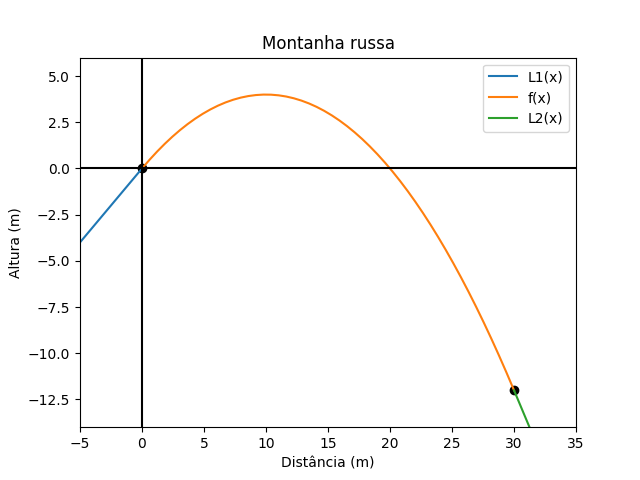 Montanha russa
L1(x)
f(x)
L2(x)
5.0
2.5
0.0
−2.5
−5.0
−7.5
−10.0
−12.5
Altura (m)
−5 0 5 10 15 20 25 30 35
Distância (m)